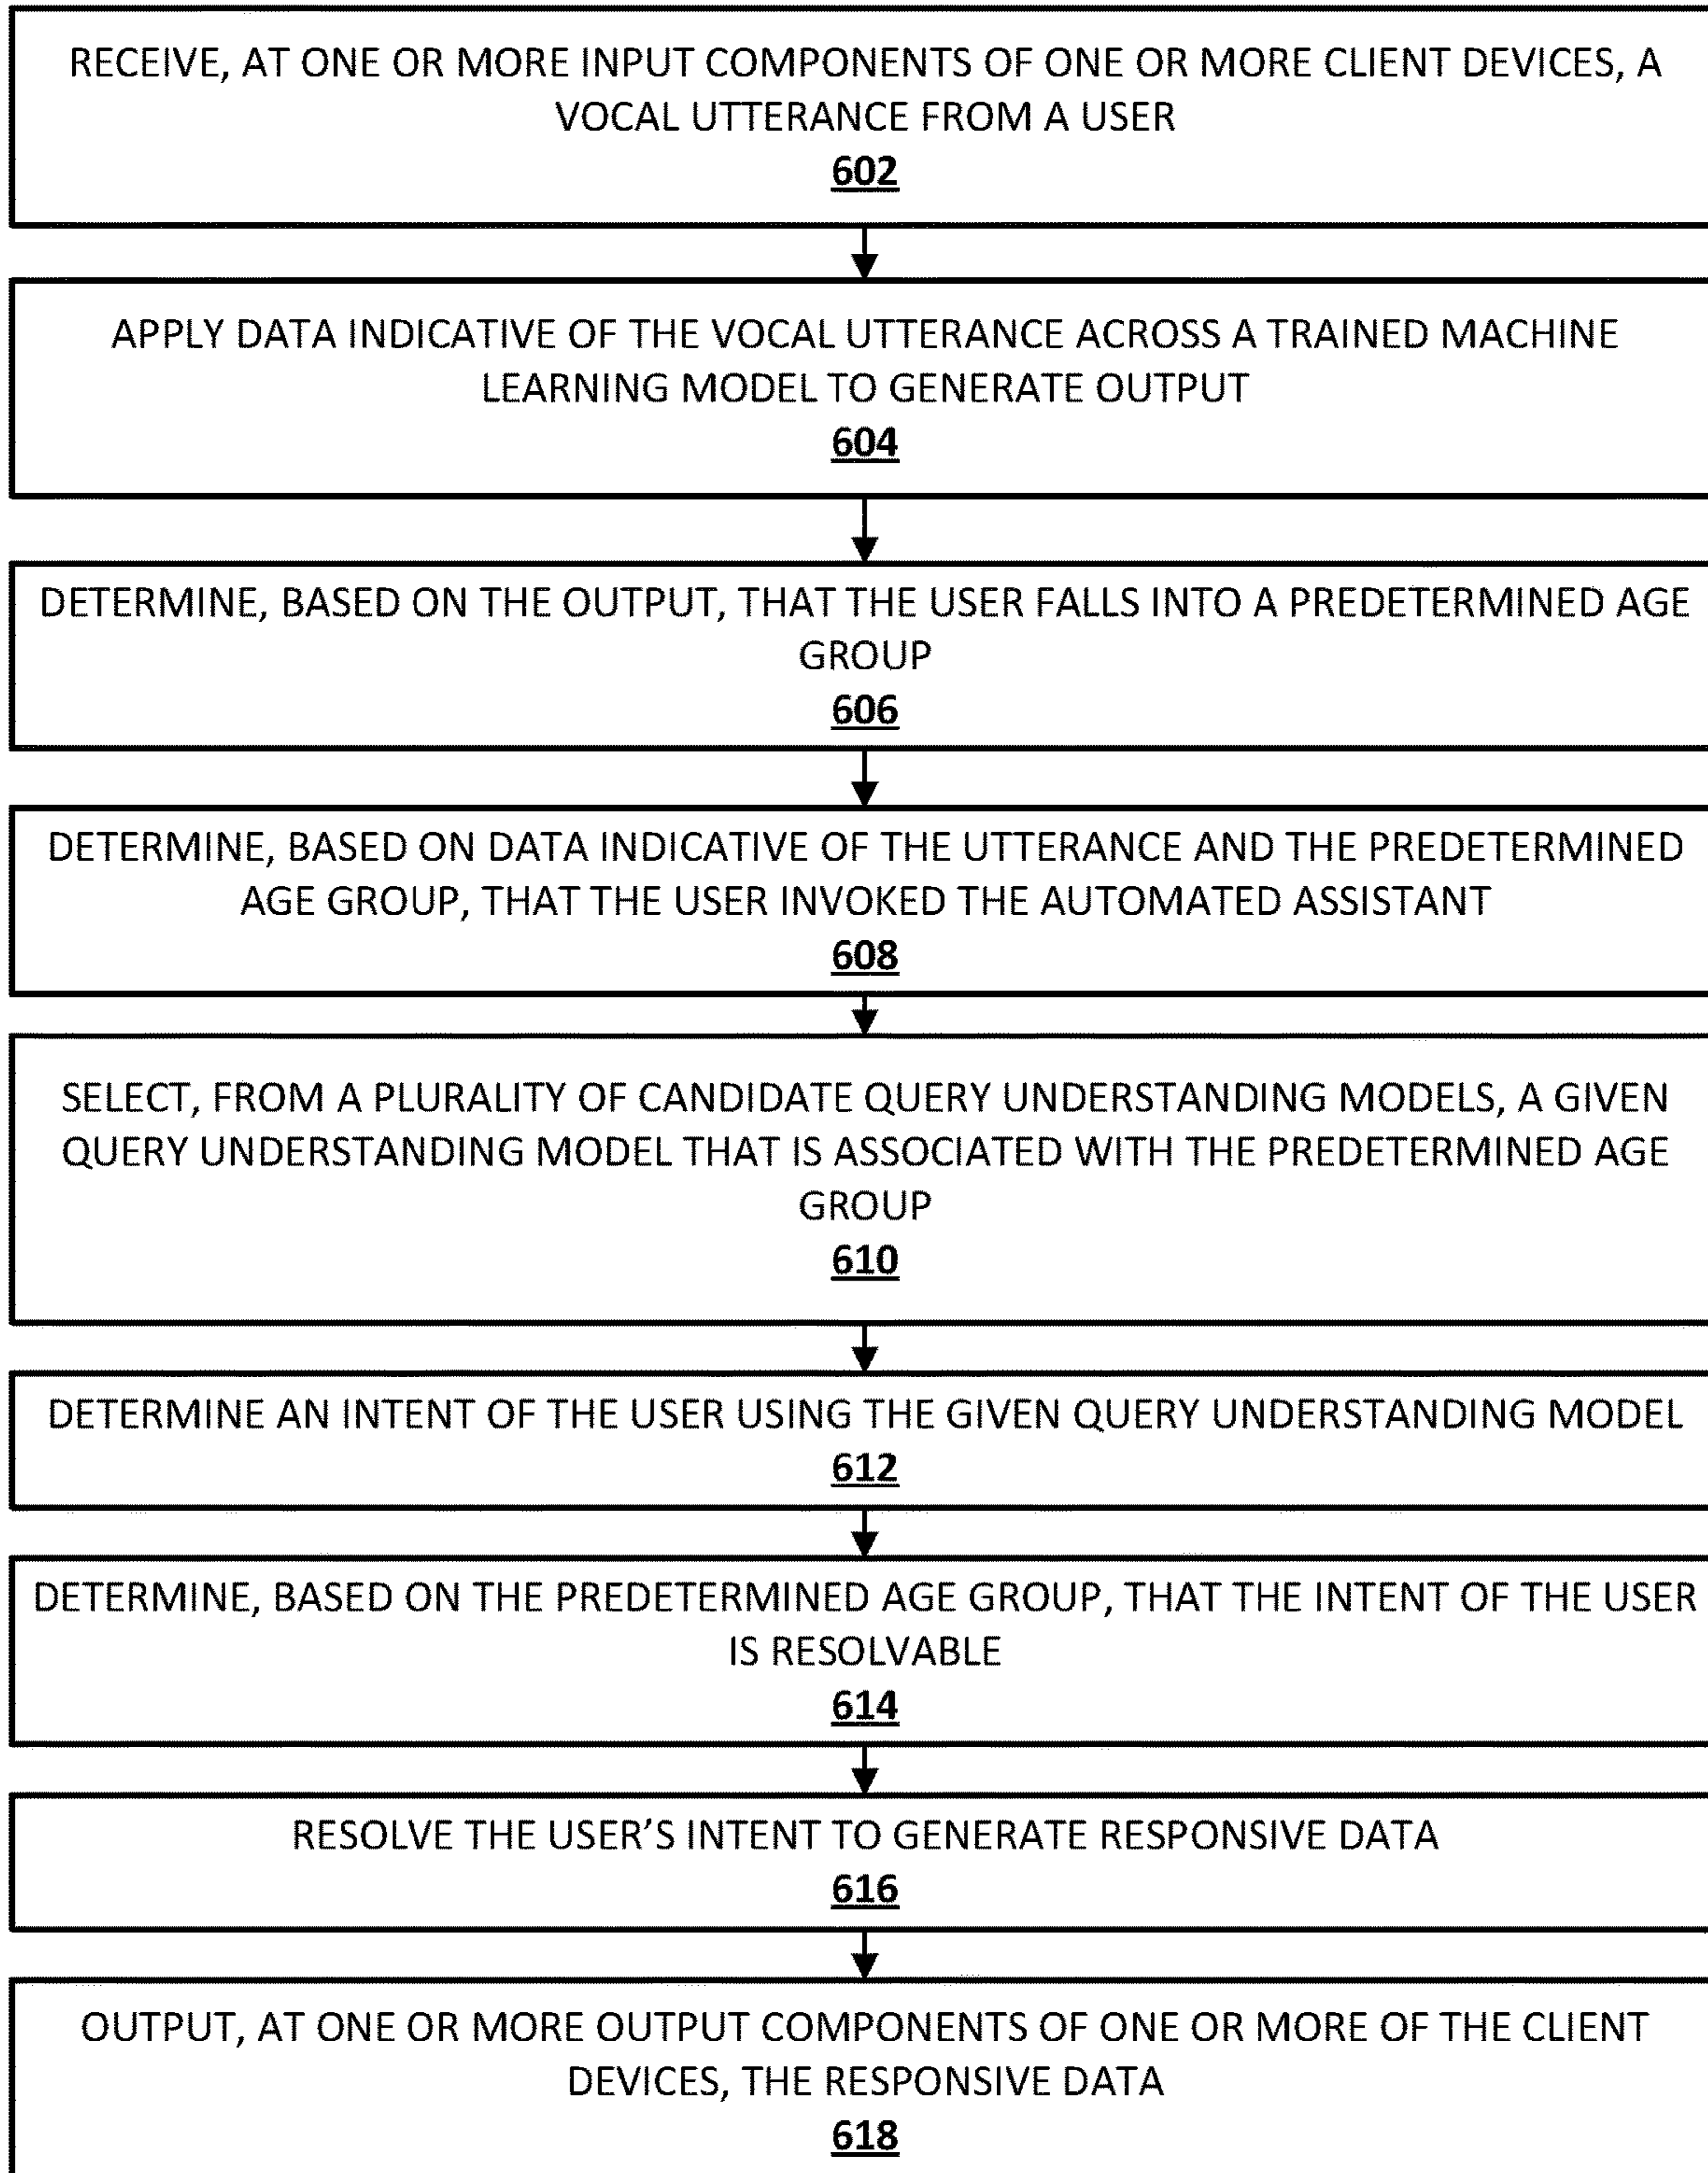 RECEIVE, AT ONE OR MORE INPUT COMPONENTS OF ONE OR MORE CLIENT DEVICES, A
VOCAL UTTERANCE FROM A USER
602
APPLY DATA INDICATIVE OF THE VOCAL UTTERANCE ACROSS A TRAINED MACHINE
LEARNING MODEL TO GENERATE OUTPUT
604
DETERMINE, BASED ON THE OUTPUT, THAT THE USER FALLS INTO A PREDETERMINED AGE
GROUP
606
DETERMINE, BASED ON DATA INDICATIVE OF THE UTTERANCE AND THE PREDETERMINED
AGE GROUP, THAT THE USER INVOKED THE AUTOMATED ASSISTANT
608
SELECT, FROM A PLURALITY OF CANDIDATE QUERY UNDERSTANDING MODELS, A GIVEN
QUERY UNDERSTANDING MODEL THAT IS ASSOCIATED WITH THE PREDETERMINED AGE
GROUP
610
DETERMINE AN INTENT OF THE USER USING THE GIVEN QUERY UNDERSTANDING MODEL
612
DETERMINE, BASED ON THE PREDETERMINED AGE GROUP, THAT THE INTENT OF THE USER
IS RESOLVABLE
614
RESOLVE THE USER'S INTENT TO GENERATE RESPONSIVE DATA
616
OUTPUT, AT ONE OR MORE OUTPUT COMPONENTS OF ONE OR MORE OF THE CLIENT
DEVICES, THE RESPONSIVE DATA
618